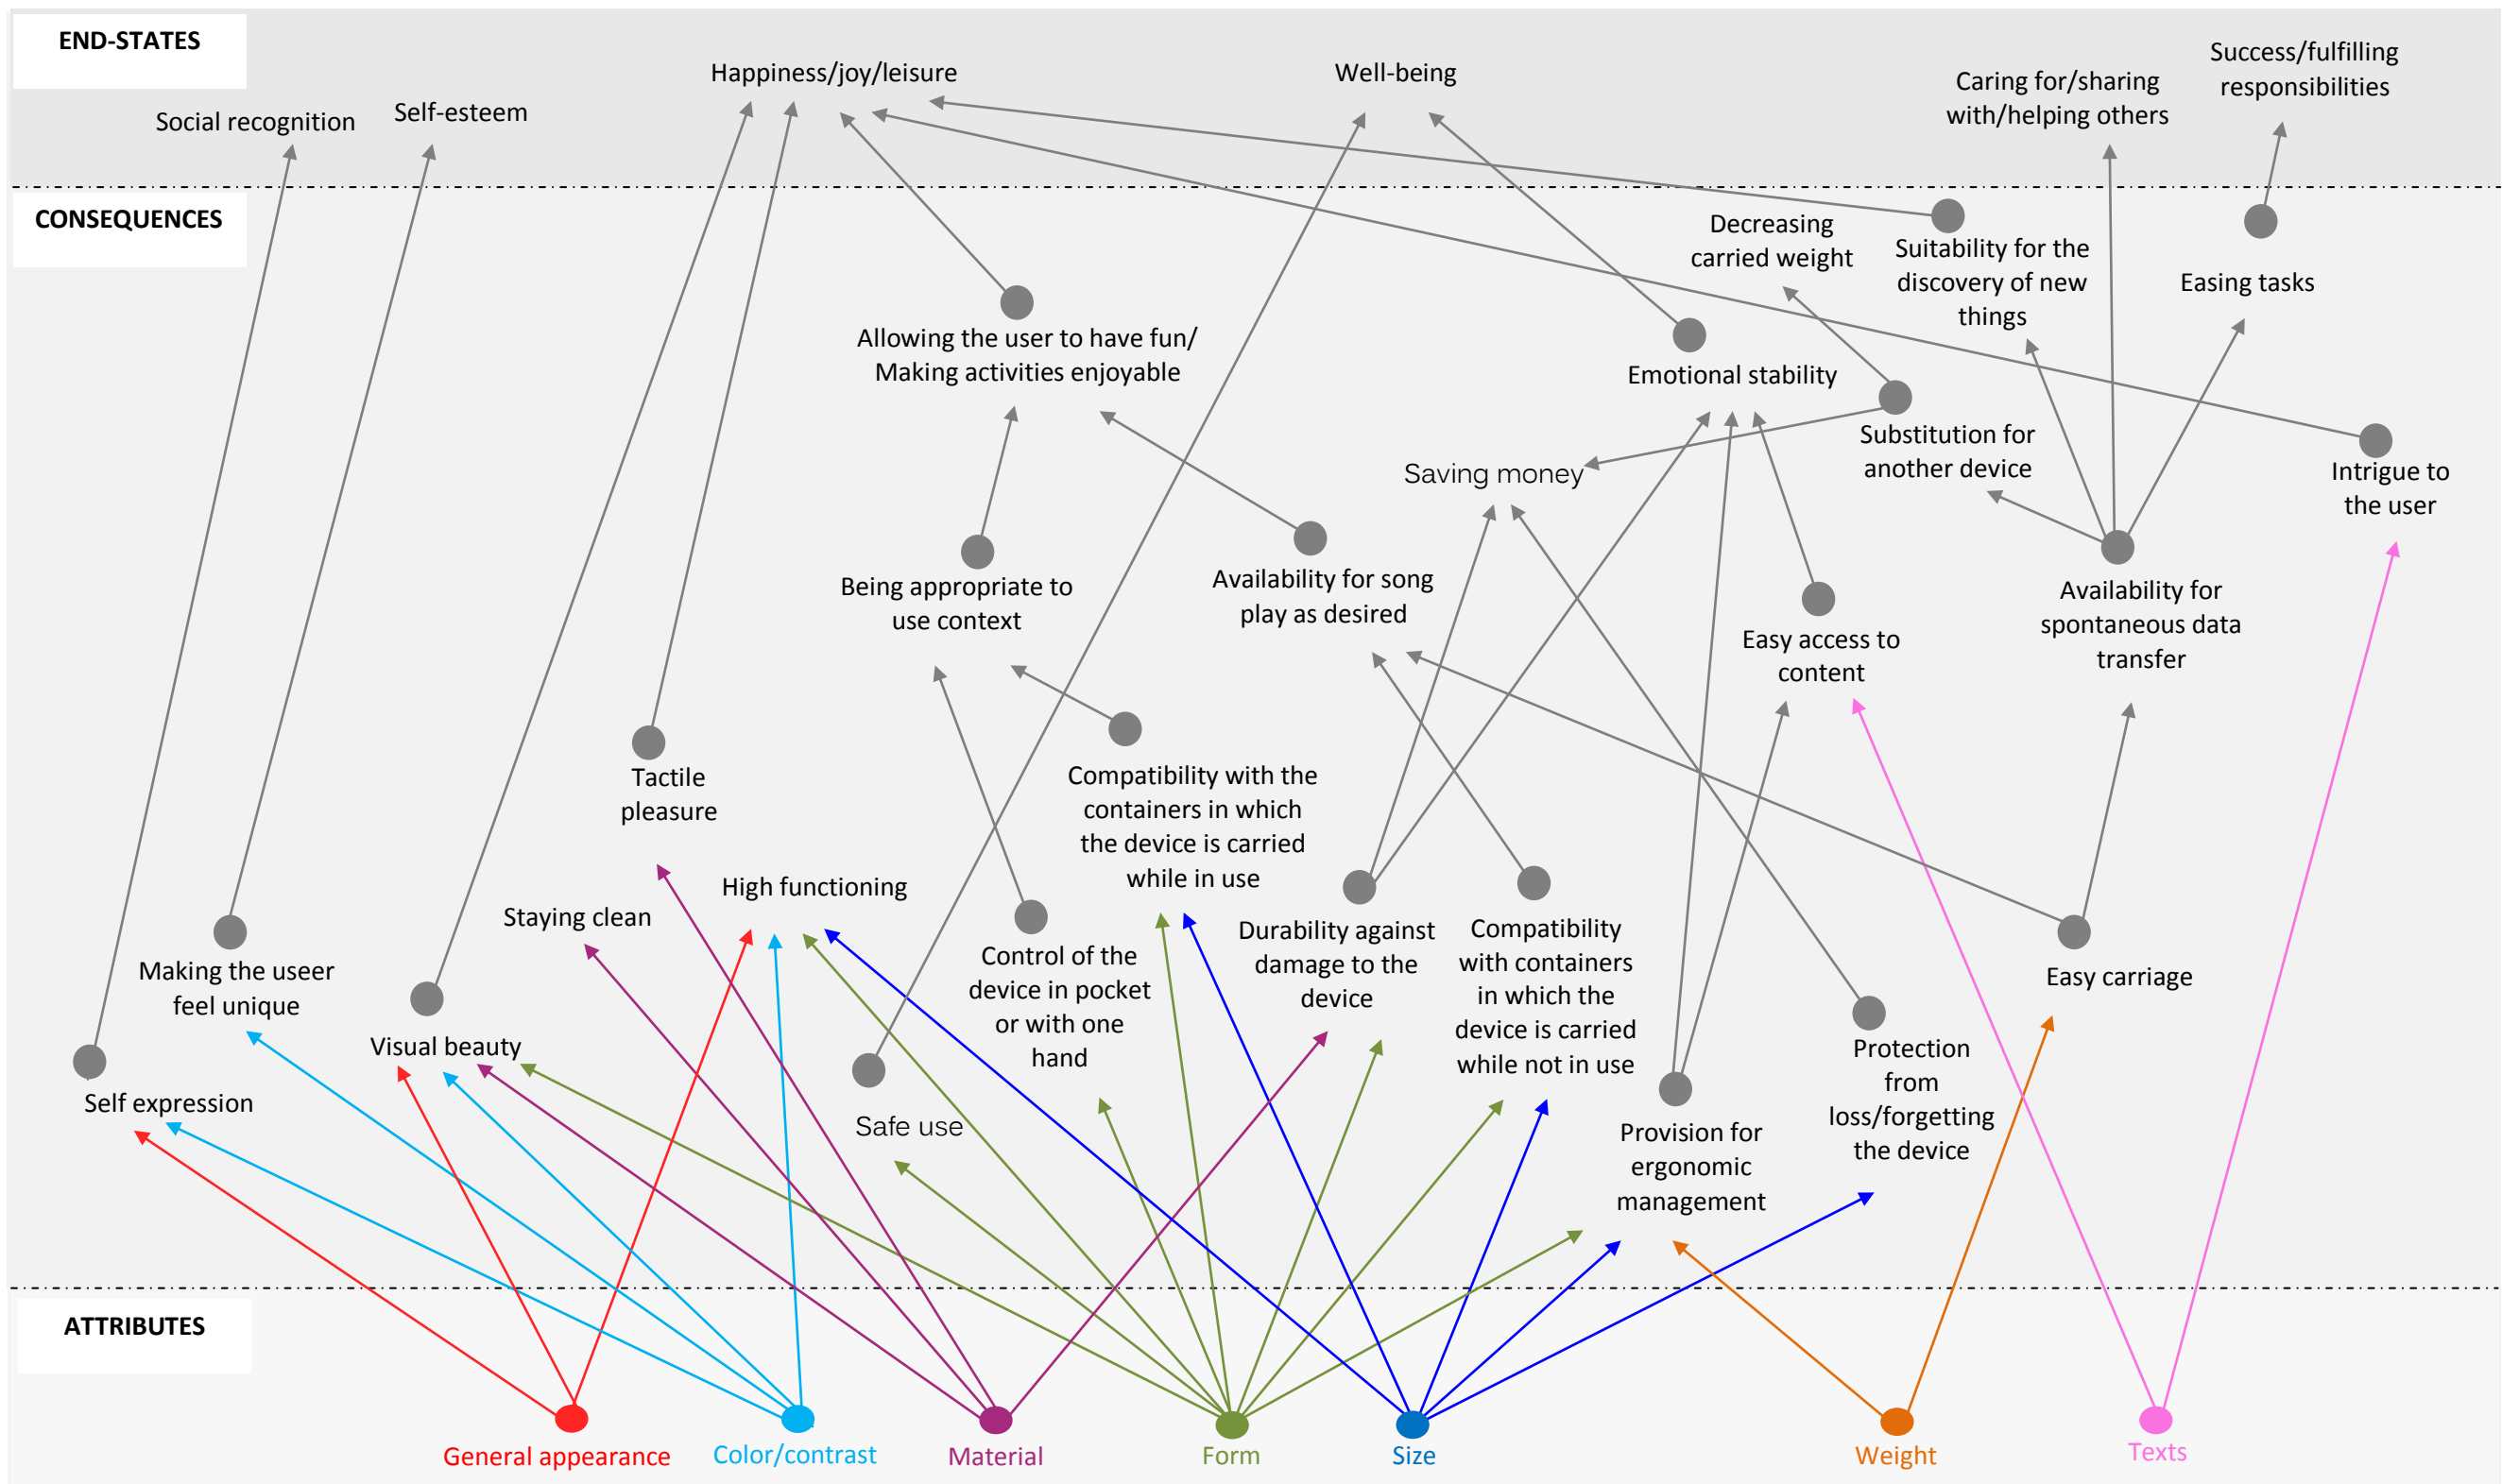 END-STATES
Social recognition
Self-esteem
Happiness/joy/leisure
Well-being
Caring for/sharing
with/helping others
Success/fulfilling
responsibilities
CONSEQUENCES
Decreasing
carried weight
Suitability for the
discovery of new
things
Easing tasks
Allowing the user to have fun/
Making activities enjoyable
Emotional stability
Saving money
Substitution for
another device
Intrigue to
the user
Being appropriate to
use context
Availability for song
play as desired
Easy access to
content
Availability for
spontaneous data
transfer
Tactile
pleasure
Compatibility with the
containers in which
the device is carried
while in use
High functioning
Staying clean
Making the useer
feel unique
Visual beauty
Self expression
Control of the
device in pocket
or with one
hand
Safe use
Durability against
damage to the
device
Compatibility
with containers
in which the
device is carried
while not in use
Provision for
ergonomic
management
Protection
from
loss/forgetting
the device
Easy carriage
ATTRIBUTES
General appearance
Color/contrast
Material
Form
Size
Weight
Texts